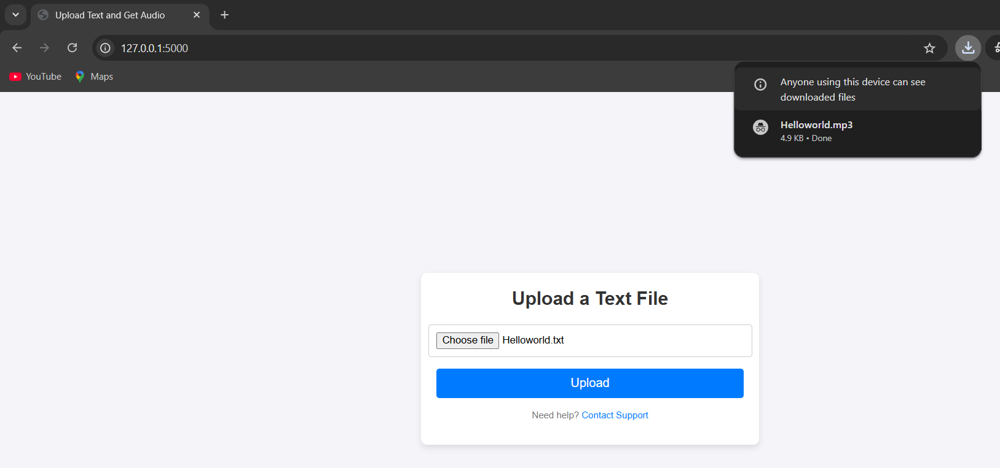 Upload Text and Get Audio
127.0.0.1:5000
YouTube
Maps
Anyone using this device can see
downloaded files
Helloworld.mp3
4.9 KB • Done
Upload a Text File
Choose file Helloworld.txt
Upload
Need help? Contact Support